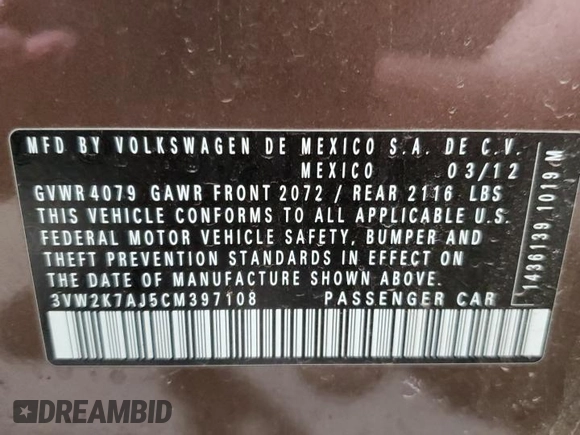 MFD BY VOLKSWAGEN DE MEXICO S.A. DE C.V.
MEXICO 03/12
GVWR 4079 GAWR FRONT 2072 / REAR 2116 LBS
THIS VEHICLE CONFORMS TO ALL APPLICABLE U.S.
FEDERAL MOTOR VEHICLE SAFETY, BUMPER AND
THEFT PREVENTION STANDARDS IN EFFECT ON
THE DATE OF MANUFACTURE SHOWN ABOVE.
3VW2K7AJ5CM397108 PASSENGER CAR
1436139 1019 M
DREAMBID